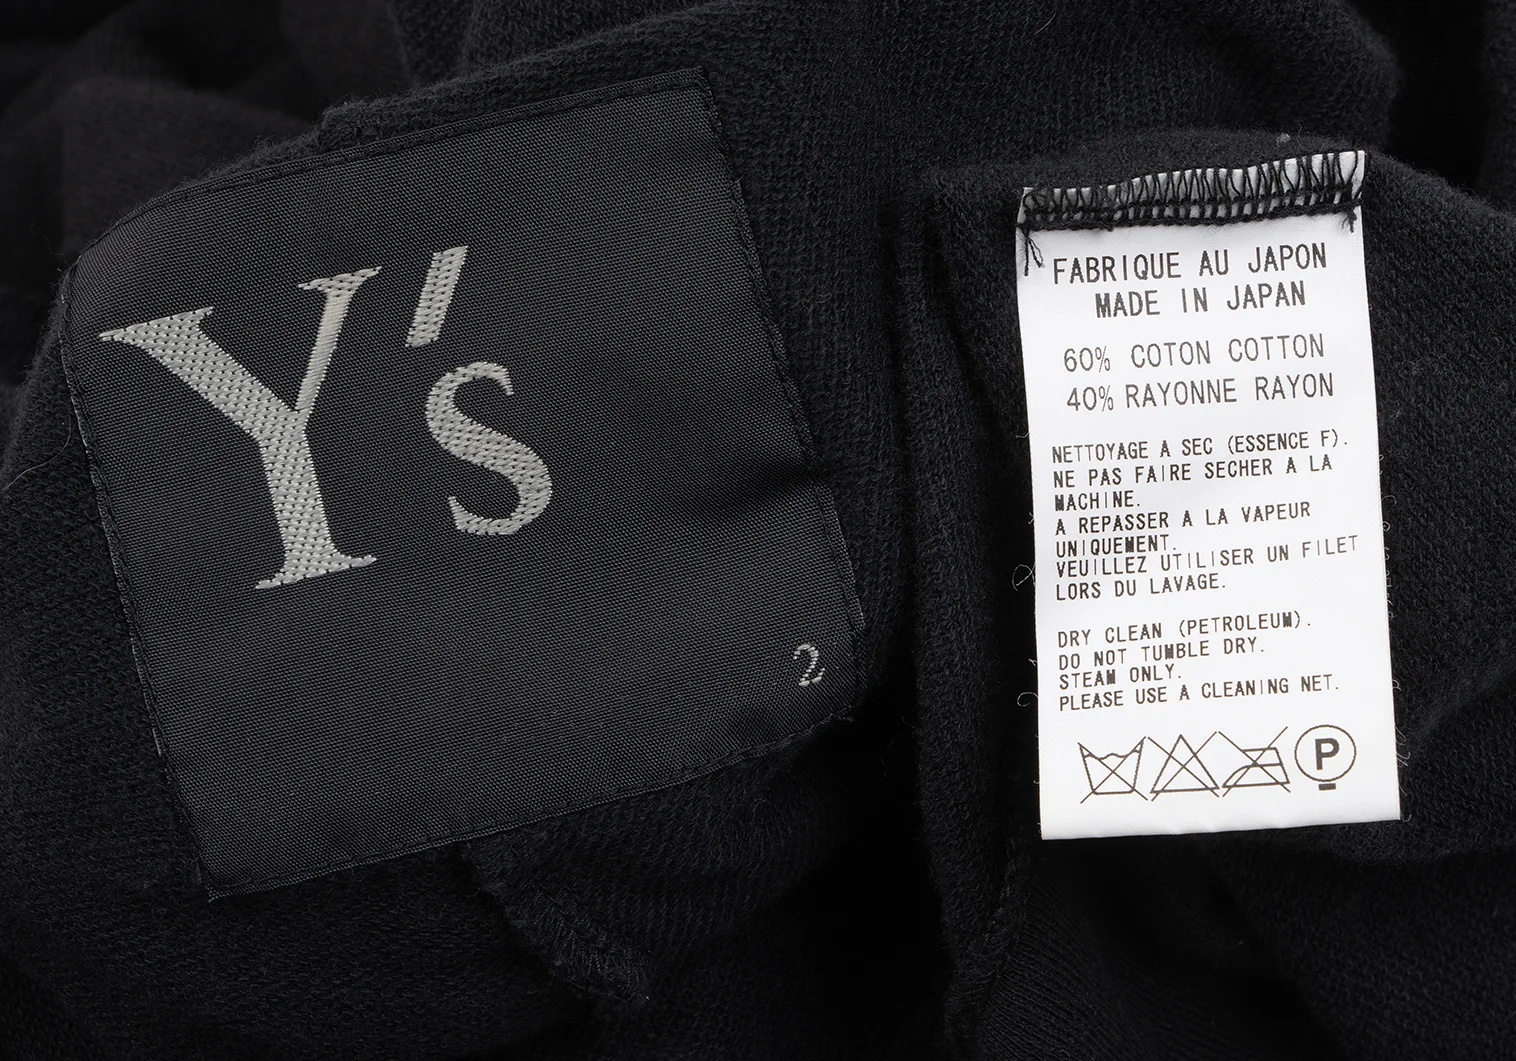 Y's
2
FABRIQUE AU JAPON
MADE IN JAPAN
60% COTON COTTON
40% RAYONNE RAYON
NETTOYAGE A SEC (ESSENCE F).
NE PAS FAIRE SECHER A LA
MACHINE.
A REPASSER A LA VAPEUR
UNIQUEMENT.
VEUILLEZ UTILISER UN FILET
LORS DU LAVAGE.
DRY CLEAN (PETROLEUM).
DO NOT TUMBLE DRY.
STEAM ONLY.
PLEASE USE A CLEANING NET.
P